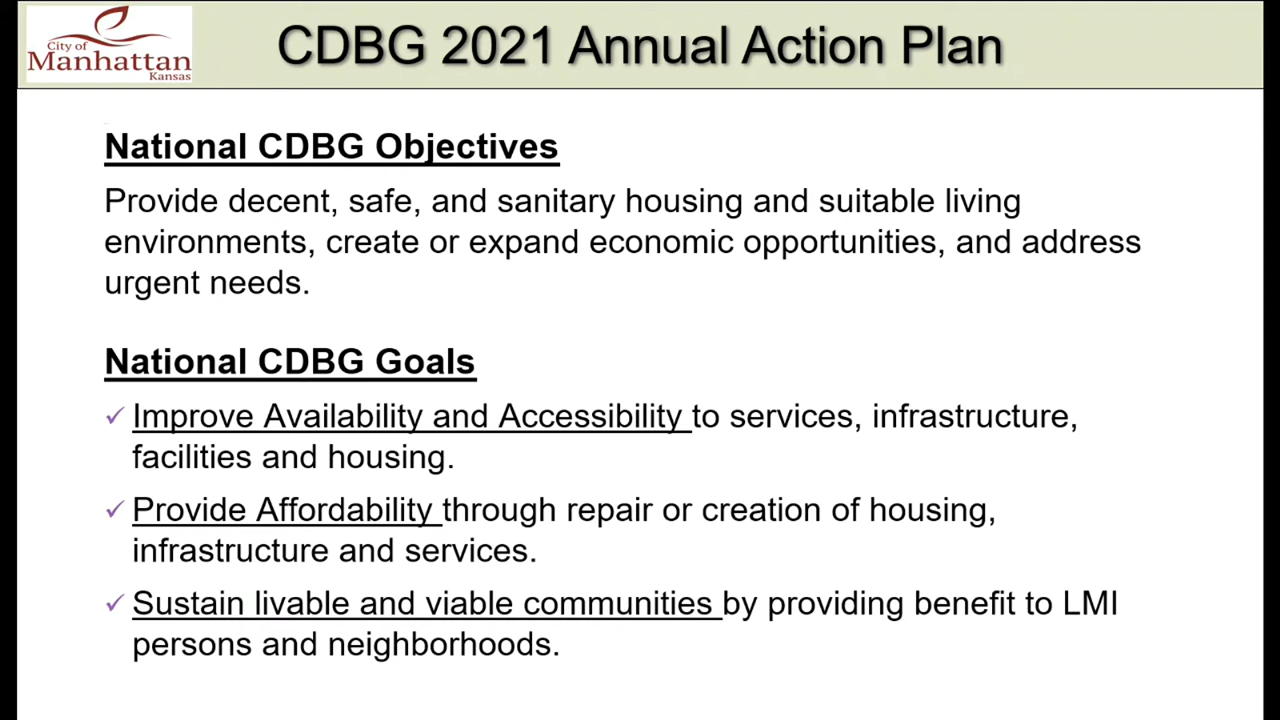 City of
Manhattan
Kansas
CDBG 2021 Annual Action Plan
National CDBG Objectives
Provide decent, safe, and sanitary housing and suitable living
environments, create or expand economic opportunities, and address
urgent needs.
National CDBG Goals
✓ Improve Availability and Accessibility to services, infrastructure,
facilities and housing.
✓ Provide Affordability through repair or creation of housing,
infrastructure and services.
✓ Sustain livable and viable communities by providing benefit to LMI
persons and neighborhoods.